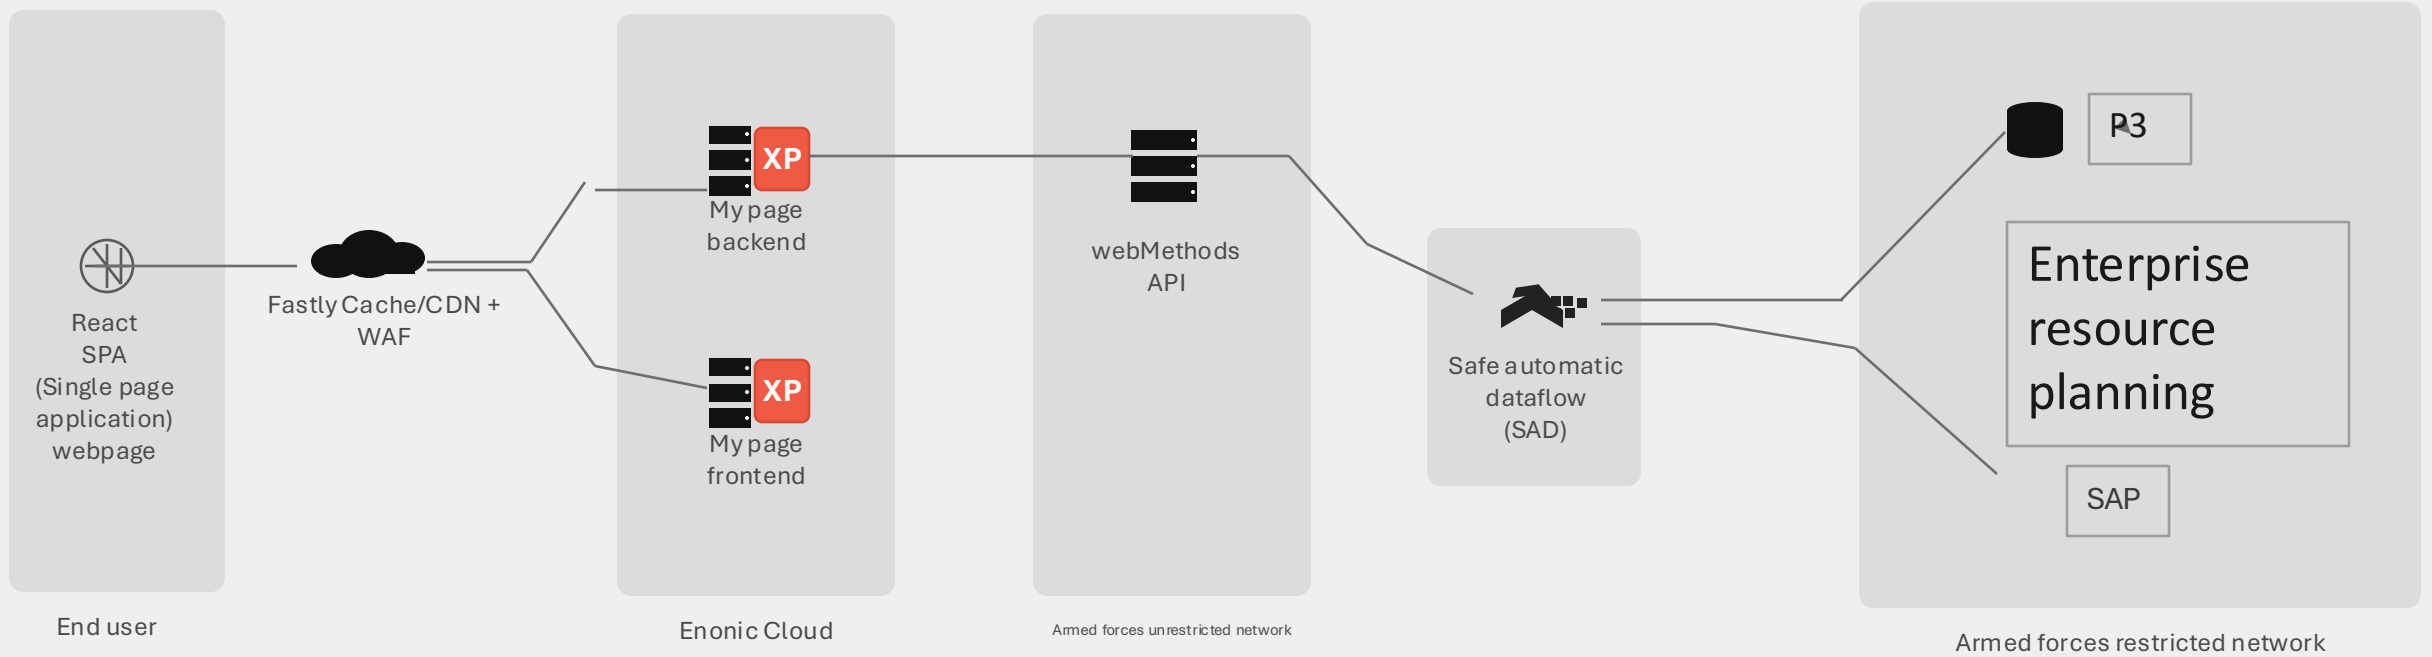 React
SPA
(Single page
application)
webpage
End user
Fastly Cache/CDN +
WAF
XP
My page
backend
XP
My page
frontend
Enonic Cloud
webMethods
API
Armed forces unrestricted network
Safe automatic
dataflow
(SAD)
P3
Enterprise
resource
planning
SAP
Armed forces restricted network